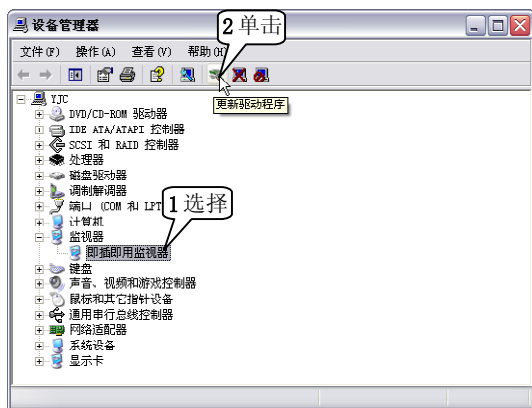 设备管理器
2单击
文件(F) 操作(A) 查看(V) 帮助(H)
更新驱动程序
YJC
DVD/CD-ROM 驱动器
IDE ATA/ATAPI 控制器
SCSI 和 RAID 控制器
处理器
磁盘驱动器
调制解调器
端口 (COM 和 LPT
1选择
计算机
监视器
即插即用监视器
键盘
声音、视频和游戏控制器
鼠标和其它指针设备
通用串行总线控制器
网络适配器
系统设备
显示卡